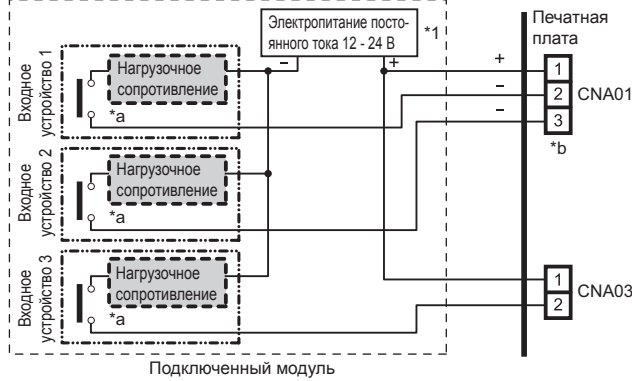 Электропитание посто-
янного тока 12 - 24 В
*1
Печатная
плата
–
+
+
–
–
1
2
3
CNA01
*b
Входное
устройство 1
Нагрузочное
сопротивление
*a
Входное
устройство 2
Нагрузочное
сопротивление
*a
Входное
устройство 3
Нагрузочное
сопротивление
*a
1
2
CNA03
Подключенный модуль